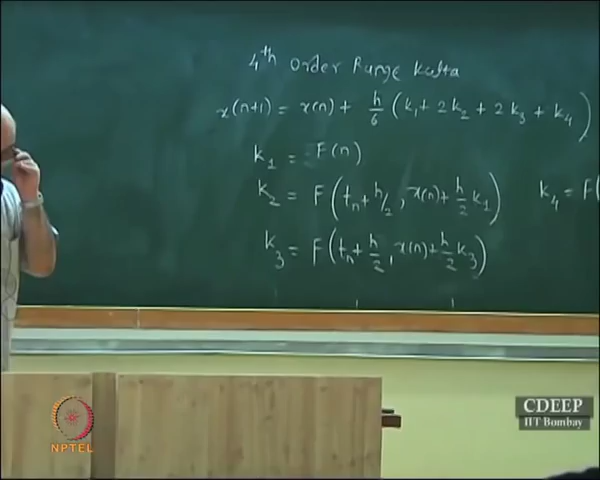 4th Order Runge Kutta
x(n+1) = x(n) + h/6 (k₁ + 2k₂ + 2k₃ + k₄)
k₁ = F(n)
k₂ = F(tₙ + h/2, x(n) + h/2 k₁) k₄ = F(
k₃ = F(tₙ + h/2, x(n) + h/2 k₃)
NPTEL
CDEEP
IIT Bombay